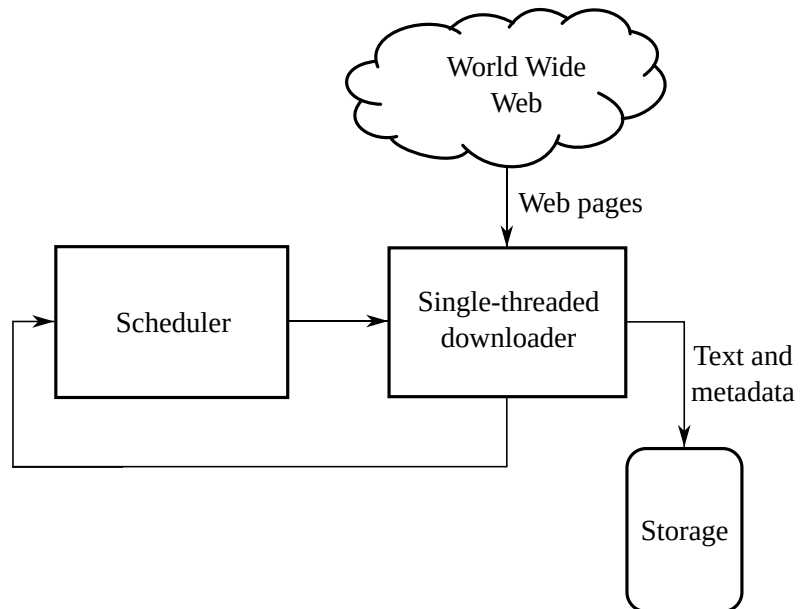 World Wide
Web
Web pages
Scheduler
Single-threaded
downloader
Text and
metadata
Storage